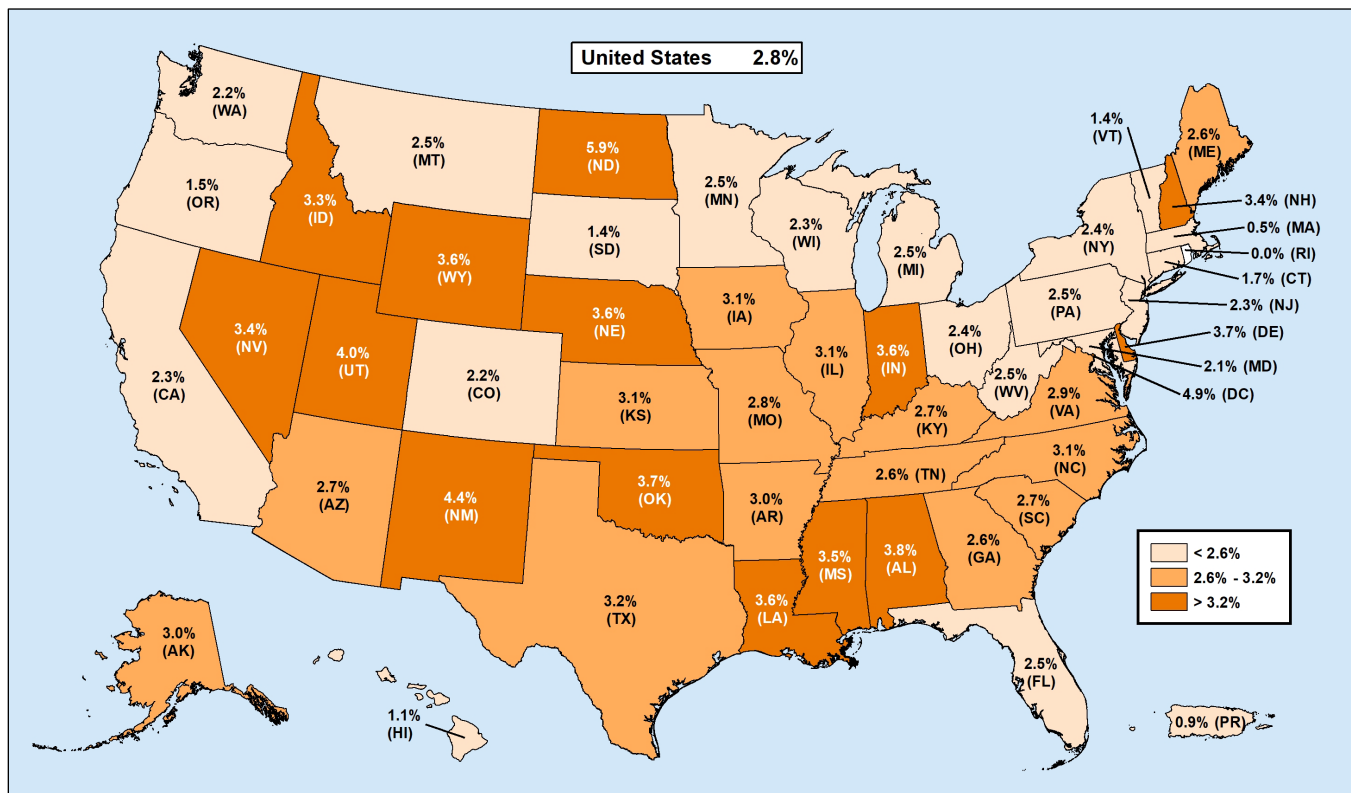 United States 2.8%
2.2%
(WA)
2.5%
(MT)
5.9%
(ND)
2.5%
(MN)
1.4%
(VT)
2.6%
(ME)
1.5%
(OR)
3.3%
(ID)
3.6%
(WY)
1.4%
(SD)
2.3%
(WI)
2.5%
(MI)
2.4%
(NY)
3.4% (NH)
0.5% (MA)
0.0% (RI)
1.7% (CT)
2.3% (NJ)
3.7% (DE)
2.1% (MD)
4.9% (DC)
3.4%
(NV)
4.0%
(UT)
3.6%
(NE)
3.1%
(IA)
3.1%
(IL)
3.6%
(IN)
2.4%
(OH)
2.5%
(PA)
2.3%
(CA)
2.2%
(CO)
3.1%
(KS)
2.8%
(MO)
2.7%
(KY)
2.5%
(WV)
2.9%
(VA)
2.7%
(AZ)
4.4%
(NM)
3.7%
(OK)
3.0%
(AR)
2.6% (TN)
3.1%
(NC)
2.7%
(SC)
3.2%
(TX)
3.6%
(LA)
3.5%
(MS)
3.8%
(AL)
2.6%
(GA)
2.5%
(FL)
< 2.6%
2.6% - 3.2%
> 3.2%
3.0%
(AK)
1.1%
(HI)
0.9% (PR)